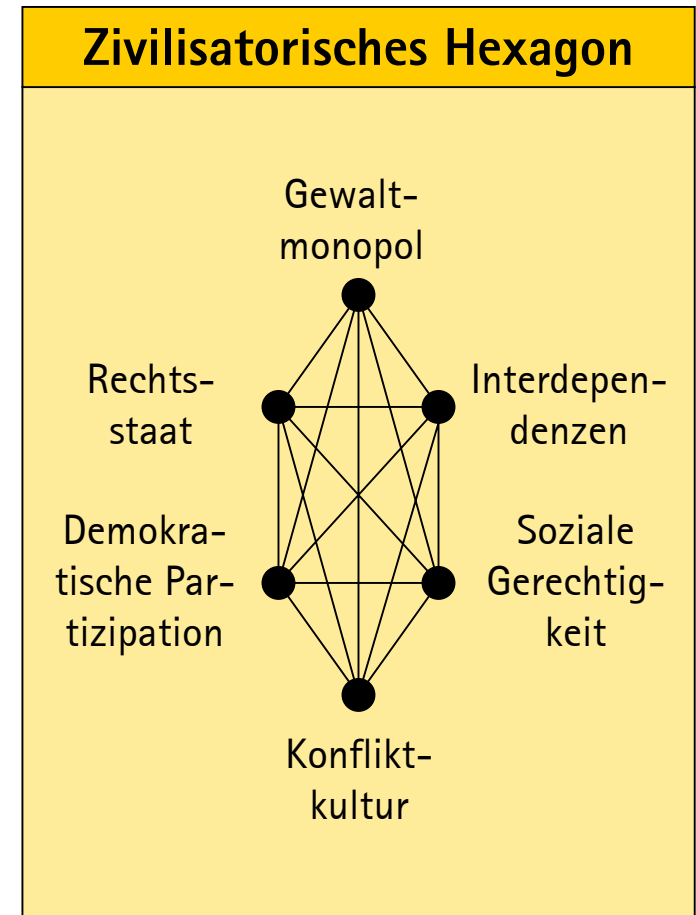 Zivilisatorisches Hexagon
Gewalt-
monopol
Rechts-
staat
Interdepen-
denzen
Demokra-
tische Par-
tizipation
Soziale
Gerechtig-
keit
Konflikt-
kultur